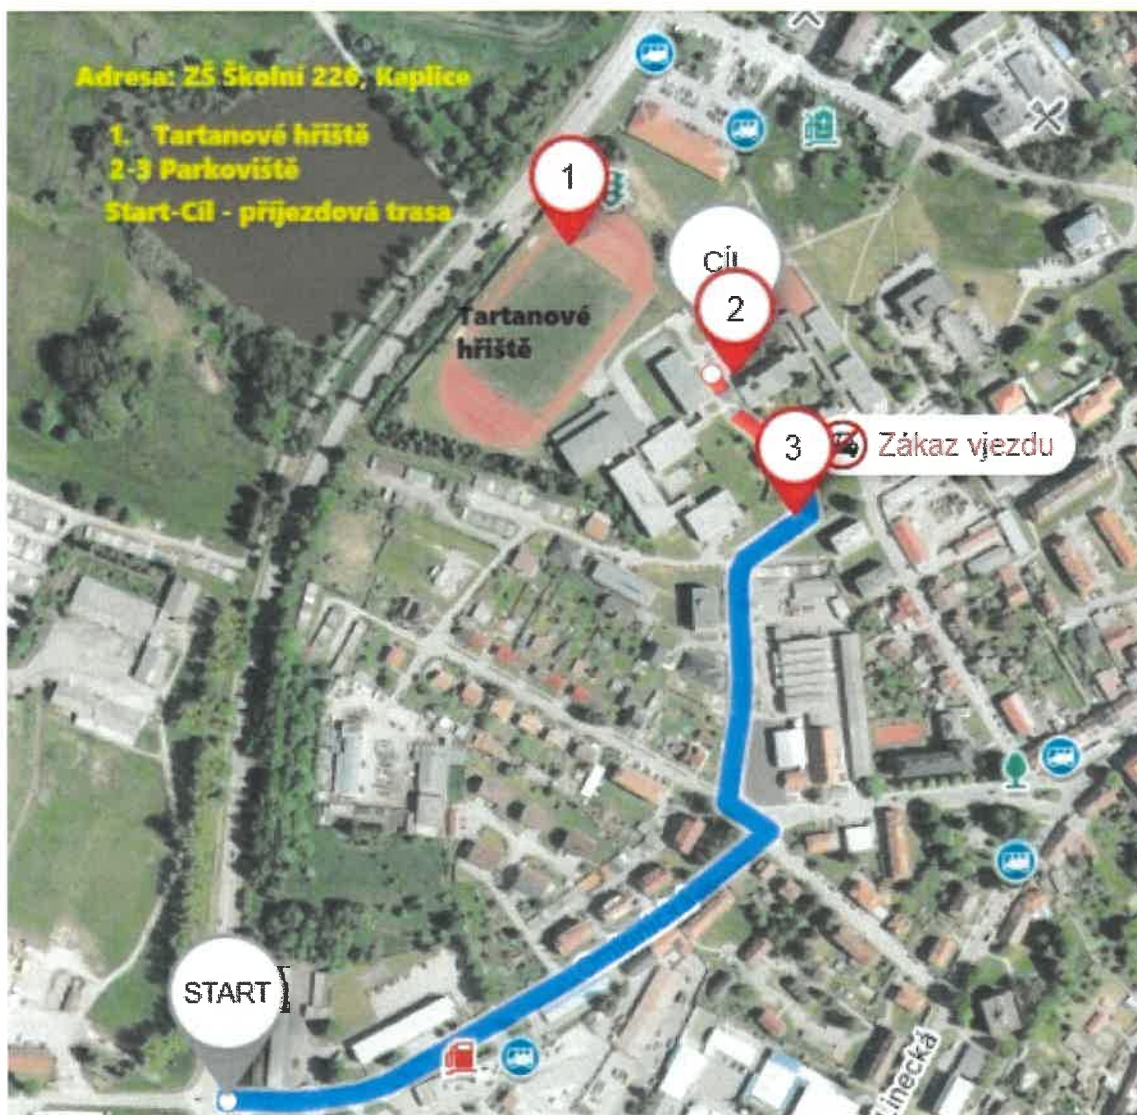 Adresa: ZŠ Školní 226, Kaplice
1. Tartanové hřiště
2-3 Parkoviště
Start-Cíl - příjezdová trasa
1
CÍL
2
Tartanové
hřiště
3
Zákaz vjezdu
START
Linecká